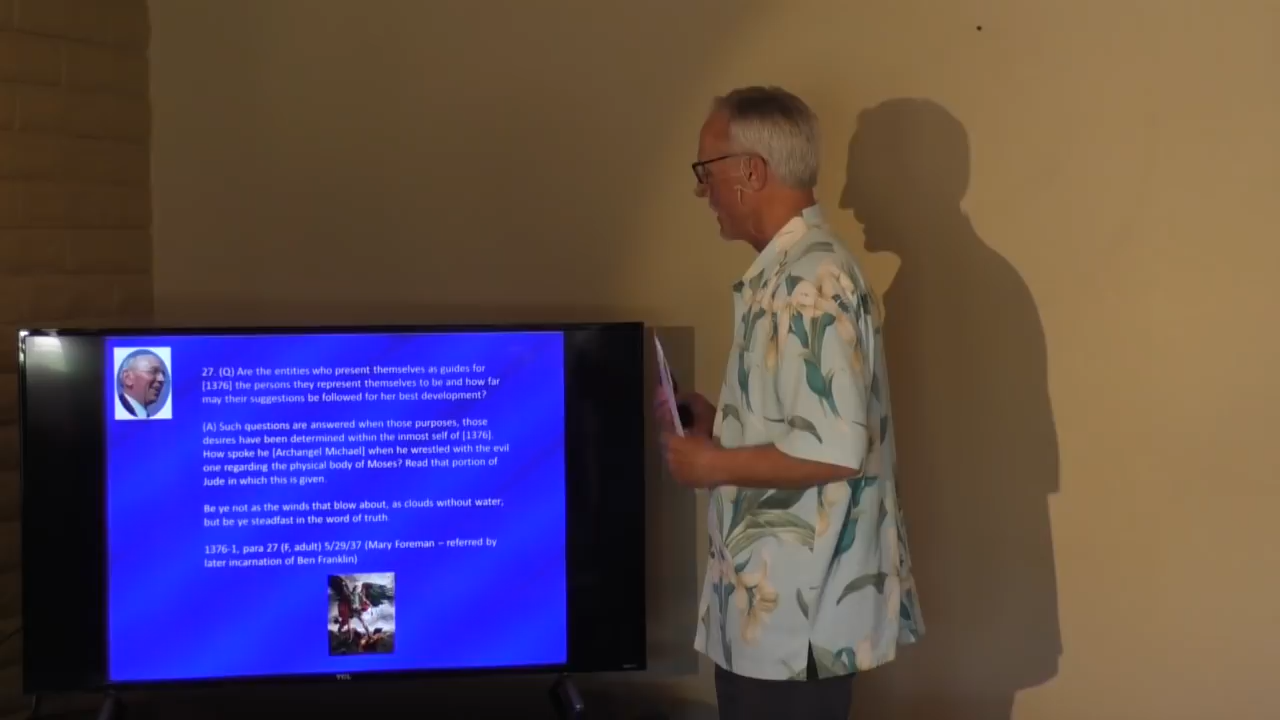 27. (Q) Are the entities who present themselves as guides for
[1376] the persons they represent themselves to be and how far
may their suggestions be followed for her best development?
(A) Such questions are answered when those purposes, those
desires have been determined within the inmost self of [1376].
How spoke he [Archangel Michael] when he wrestled with the evil
one regarding the physical body of Moses? Read that portion of
Jude in which this is given.
Be ye not as the winds that blow about, as clouds without water;
but be ye steadfast in the word of truth.
1376-1, para 27 (F, adult) 5/29/37 (Mary Foreman – referred by
later incarnation of Ben Franklin)
TCL